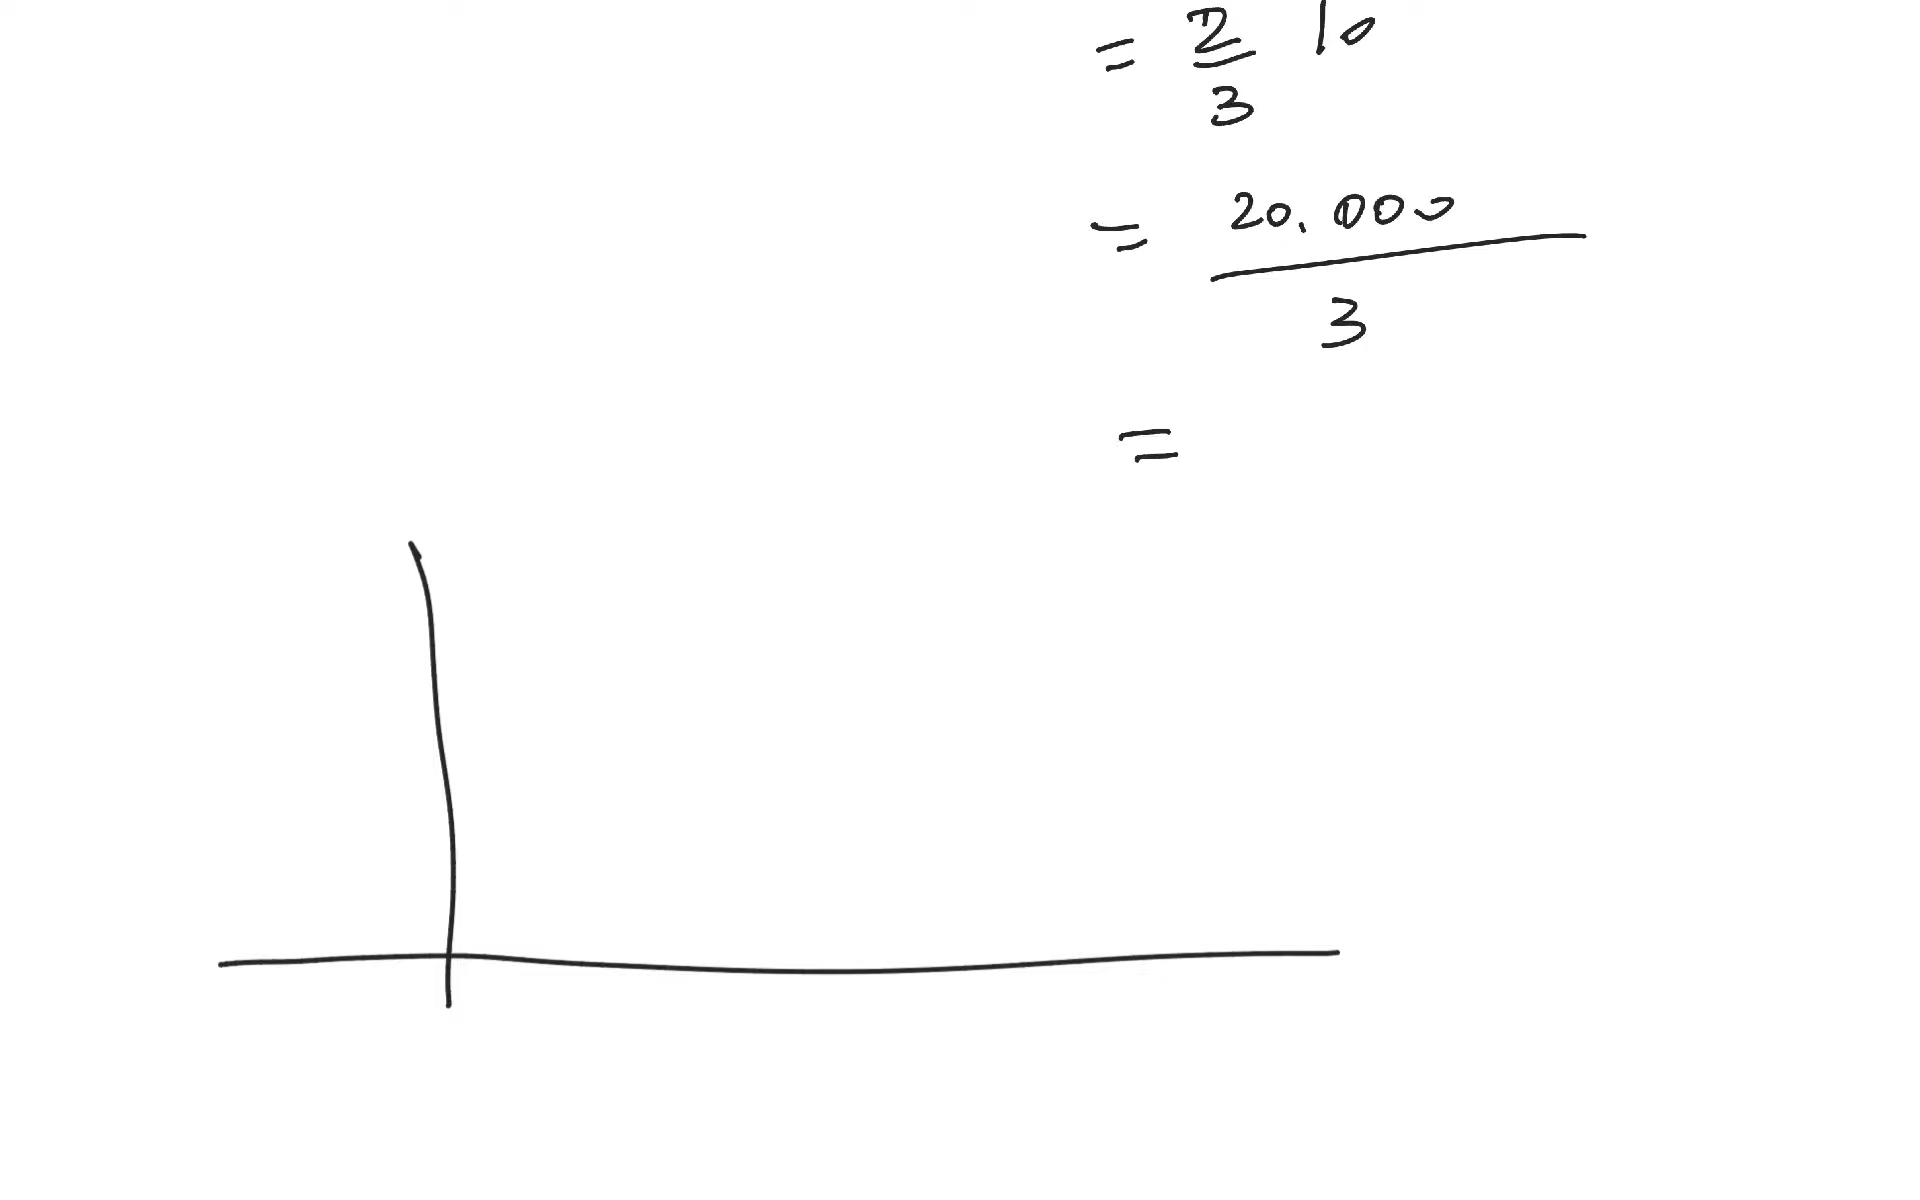 = 2/3 10
= 20.000/3
=